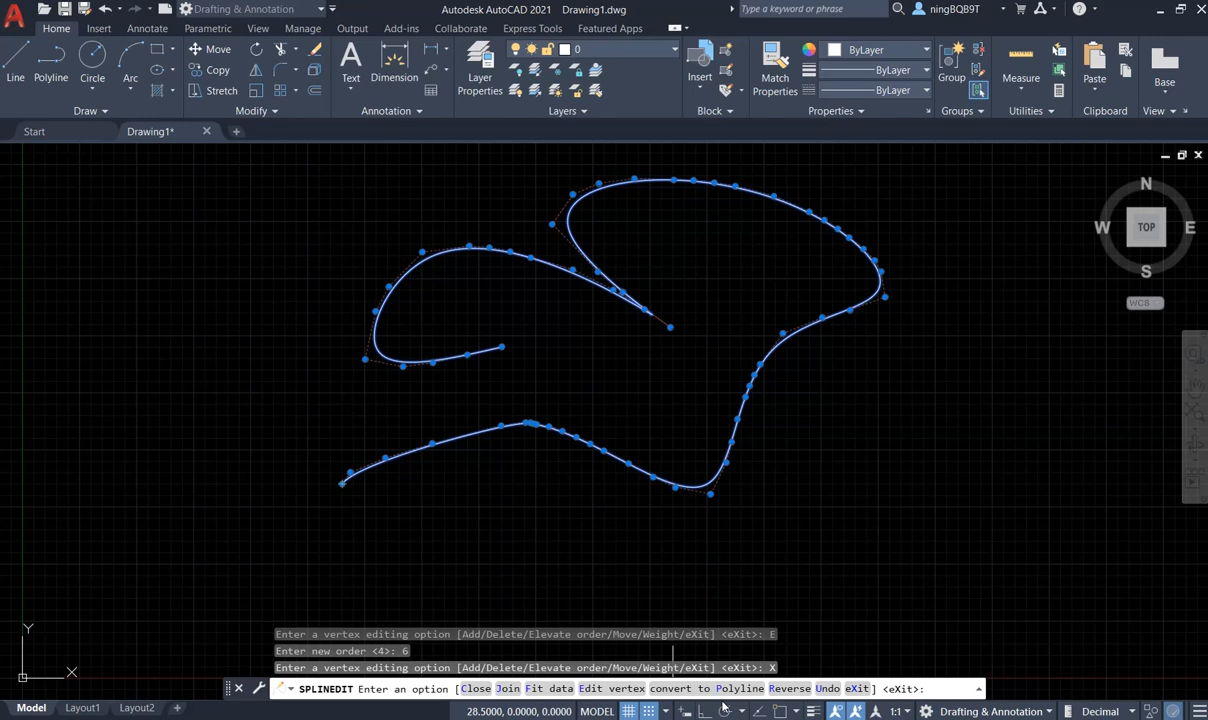 Drafting & Annotation
Autodesk AutoCAD 2021 Drawing1.dwg
Type a keyword or phrase
ningBQB9T
Home Insert Annotate Parametric View Manage Output Add-ins Collaborate Express Tools Featured Apps
Line Polyline Circle Arc
Move
Copy
Stretch
Text Dimension
Layer
Properties
0
Insert
Match
Properties
ByLayer
ByLayer
ByLayer
Group Measure Paste Base
Draw Modify Annotation Layers Block Properties Groups Utilities Clipboard View
Start Drawing1*
N
W TOP E
S
WCS
Y
X
Enter a vertex editing option [Add/Delete/Elevate order/Move/Weight/eXit] <eXit>: E
Enter new order <4>: 6
Enter a vertex editing option [Add/Delete/Elevate order/Move/Weight/eXit] <eXit>: X
SPLINEDIT Enter an option [Close Join Fit data Edit vertex convert to Polyline Reverse Undo eXit] <eXit>:
Model Layout1 Layout2 28.5000, 0.0000, 0.0000 MODEL 1:1 Drafting & Annotation Decimal